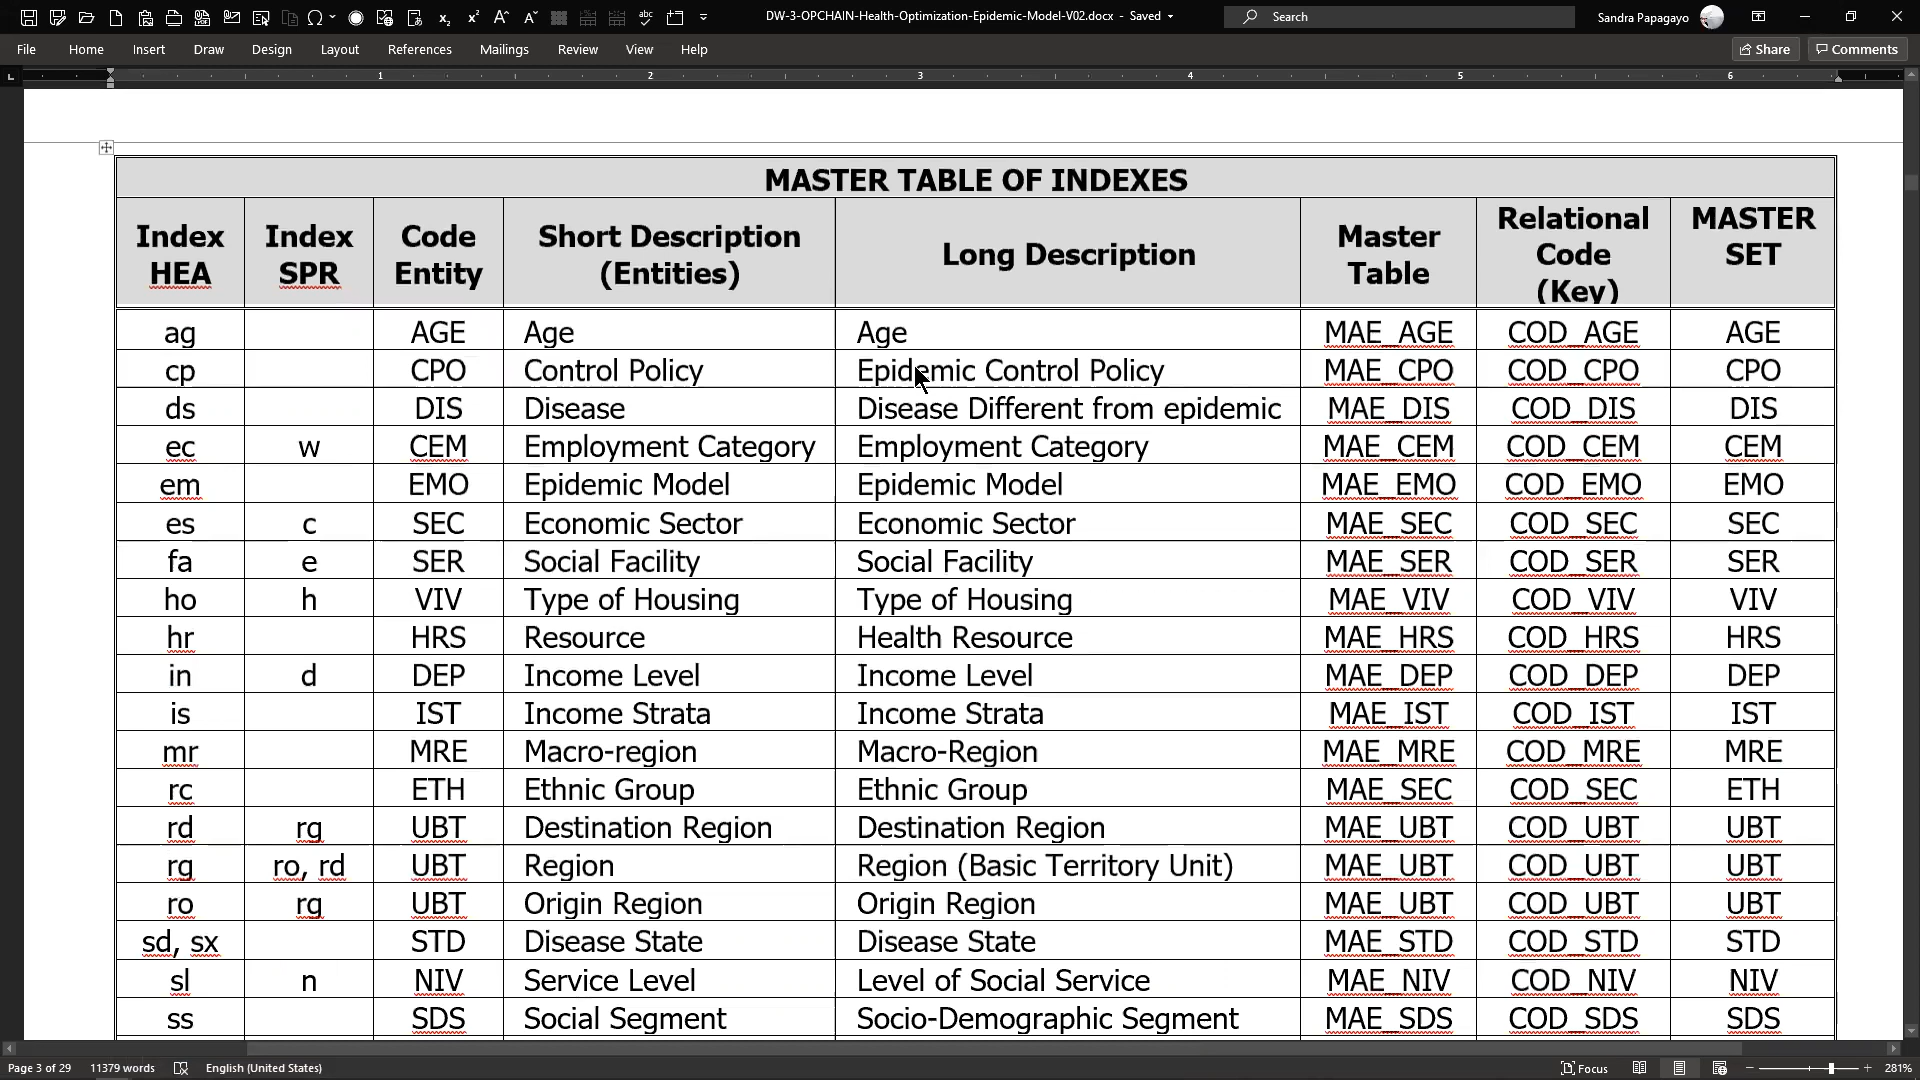 DW-3-OPCHAIN-Health-Optimization-Epidemic-Model-V02.docx - Saved
Search
Sandra Papagayo
File Home Insert Draw Design Layout References Mailings Review View Help
Share Comments
1 2 3 4 5 6
MASTER TABLE OF INDEXES
Index HEA Index SPR Code Entity Short Description (Entities) Long Description Master Table Relational Code (Key) MASTER SET
ag AGE Age Age MAE_AGE COD_AGE AGE
cp CPO Control Policy Epidemic Control Policy MAE_CPO COD_CPO CPO
ds DIS Disease Disease Different from epidemic MAE_DIS COD_DIS DIS
ec w CEM Employment Category Employment Category MAE_CEM COD_CEM CEM
em EMO Epidemic Model Epidemic Model MAE_EMO COD_EMO EMO
es c SEC Economic Sector Economic Sector MAE_SEC COD_SEC SEC
fa e SER Social Facility Social Facility MAE_SER COD_SER SER
ho h VIV Type of Housing Type of Housing MAE_VIV COD_VIV VIV
hr HRS Resource Health Resource MAE_HRS COD_HRS HRS
in d DEP Income Level Income Level MAE_DEP COD_DEP DEP
is IST Income Strata Income Strata MAE_IST COD_IST IST
mr MRE Macro-region Macro-Region MAE_MRE COD_MRE MRE
rc ETH Ethnic Group Ethnic Group MAE_SEC COD_SEC ETH
rd rg UBT Destination Region Destination Region MAE_UBT COD_UBT UBT
rg ro, rd UBT Region Region (Basic Territory Unit) MAE_UBT COD_UBT UBT
ro rg UBT Origin Region Origin Region MAE_UBT COD_UBT UBT
sd, sx STD Disease State Disease State MAE_STD COD_STD STD
sl n NIV Service Level Level of Social Service MAE_NIV COD_NIV NIV
ss SDS Social Segment Socio-Demographic Segment MAE_SDS COD_SDS SDS
Page 3 of 29 11379 words English (United States) Focus 281%